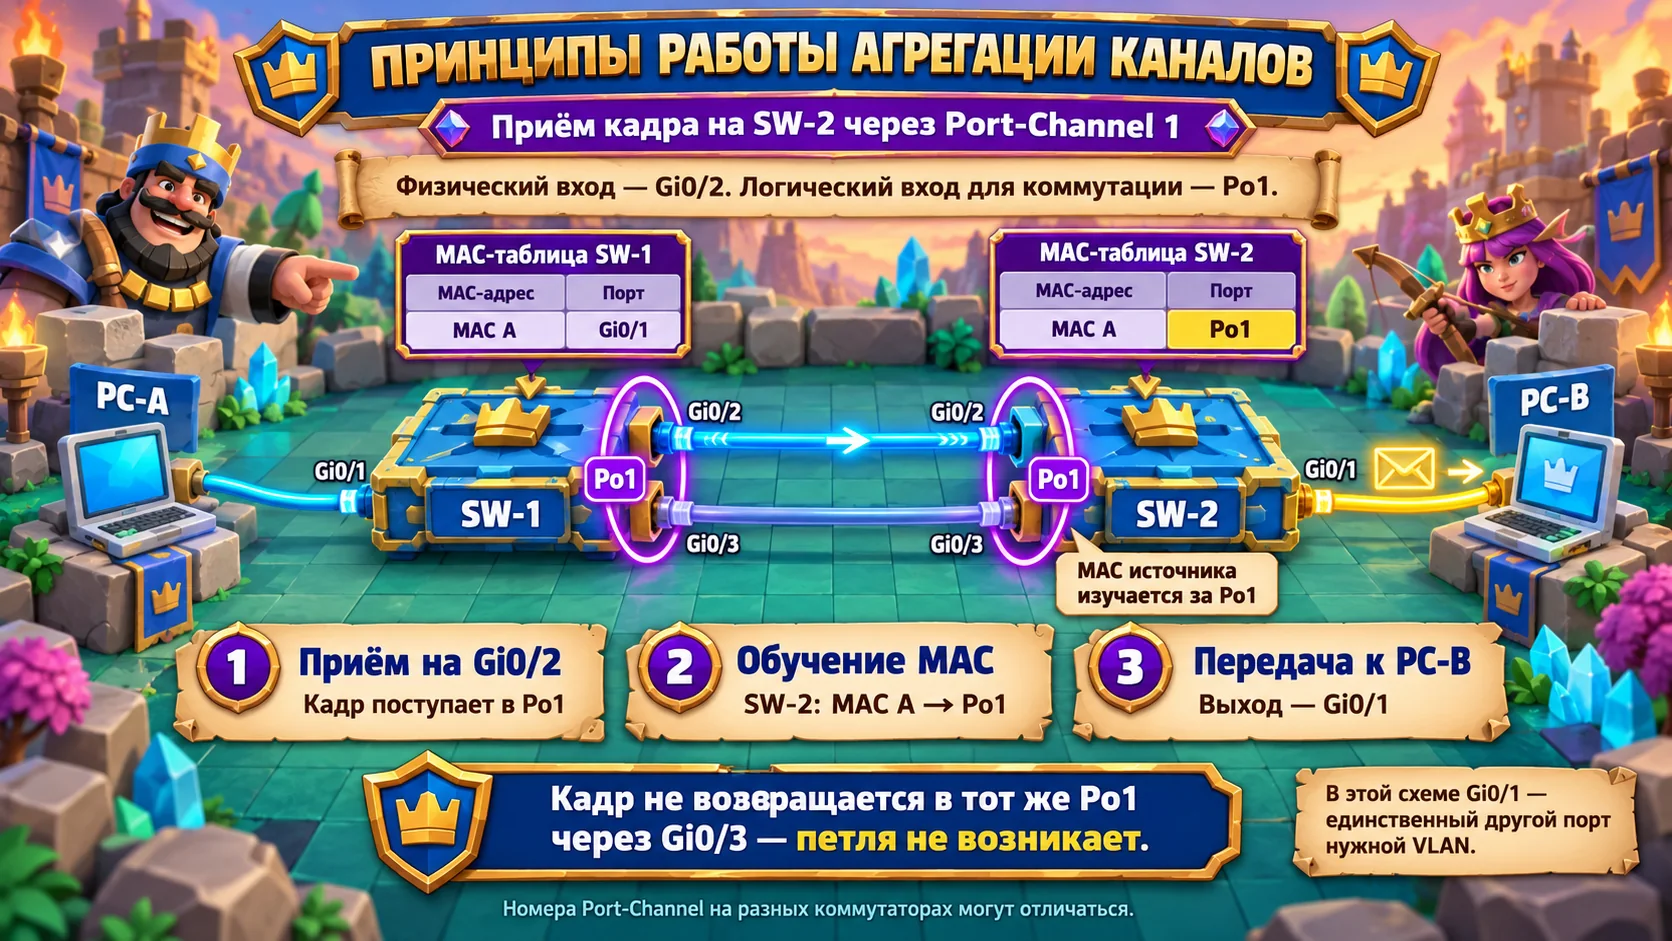 ПРИНЦИПЫ РАБОТЫ АГРЕГАЦИИ КАНАЛОВ
Приём кадра на SW-2 через Port-Channel 1
Физический вход — Gi0/2. Логический вход для коммутации — Po1.
MAC-таблица SW-1
MAC-адрес Порт
MAC A Gi0/1
MAC-таблица SW-2
MAC-адрес Порт
MAC A Po1
PC-A
PC-B
Gi0/1
Gi0/2
Gi0/2
Gi0/1
Po1
Po1
SW-1
SW-2
Gi0/3
Gi0/3
MAC источника
изучается за Po1
1 Приём на Gi0/2
Кадр поступает в Po1
2 Обучение MAC
SW-2: MAC A → Po1
3 Передача к PC-B
Выход — Gi0/1
Кадр не возвращается в тот же Po1
через Gi0/3 — петля не возникает.
В этой схеме Gi0/1 —
единственный другой порт
нужной VLAN.
Номера Port-Channel на разных коммутаторах могут отличаться.